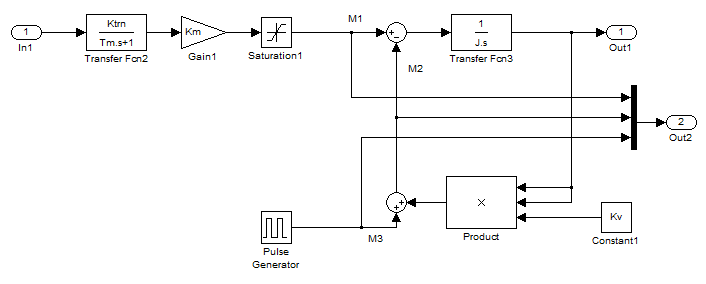 1
In1
Ktrn
Tm.s+1
Transfer Fcn2
Km
Gain1
Saturation1
M1
M2
1
J.s
Transfer Fcn3
1
Out1
2
Out2
Pulse
Generator
M3
×
Product
Kv
Constant1